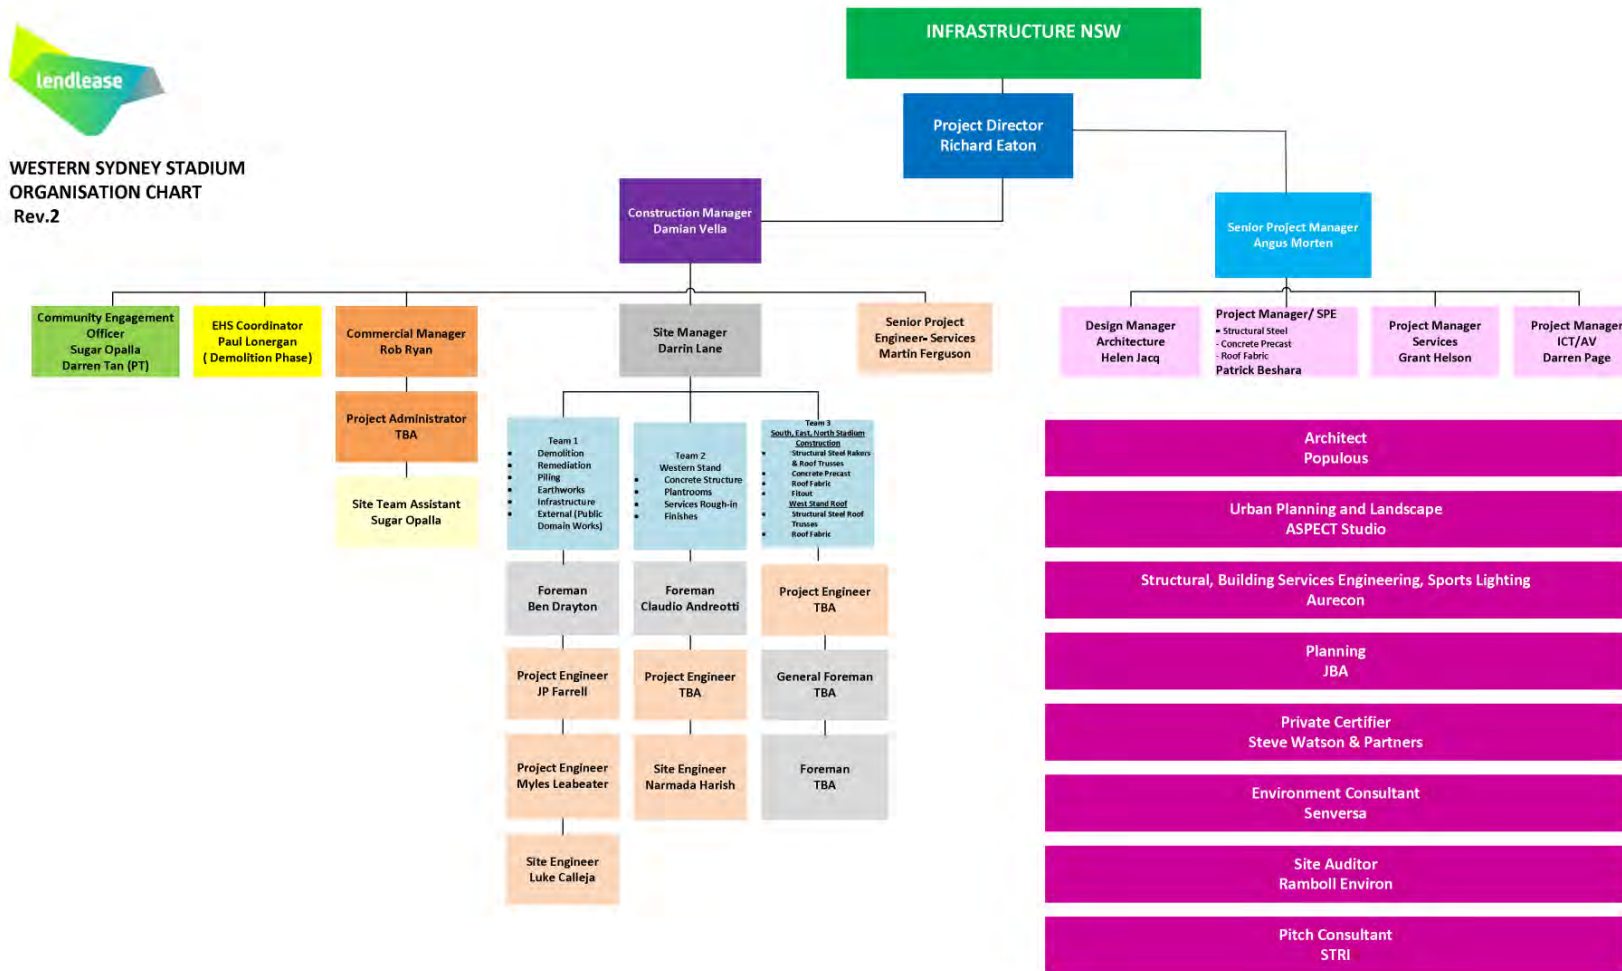 lendlease
WESTERN SYDNEY STADIUM
ORGANISATION CHART
Rev.2
INFRASTRUCTURE NSW
Project Director
Richard Eaton
Construction Manager
Damian Vella
Senior Project Manager
Angus Morten
Community Engagement
Officer
Sugar Opalla
Darren Tan (PT)
EHS Coordinator
Paul Lonergan
( Demolition Phase)
Commercial Manager
Rob Ryan
Site Manager
Darrin Lane
Senior Project
Engineer- Services
Martin Ferguson
Design Manager
Architecture
Helen Jacq
Project Manager/ SPE
- Structural Steel
- Concrete Precast
- Roof Fabric
Patrick Beshara
Project Manager
Services
Grant Helson
Project Manager
ICT/AV
Darren Page
Project Administrator
TBA
Site Team Assistant
Sugar Opalla
Team 1
• Demolition
• Remediation
• Piling
• Earthworks
• Infrastructure
• External (Public
Domain Works)
Team 2
Western Stand
• Concrete Structure
• Plantrooms
• Services Rough-in
• Finishes
Team 3
South, East, North Stadium
Construction
• Structural Steel Rakers
& Roof Trusses
• Concrete Precast
• Roof Fabric
• Fitout
West Stand Roof
• Structural Steel Roof
Trusses
• Roof Fabric
Foreman
Ben Drayton
Project Engineer
JP Farrell
Project Engineer
Myles Leabeater
Site Engineer
Luke Calleja
Foreman
Claudio Andreotti
Project Engineer
TBA
Site Engineer
Narmada Harish
Project Engineer
TBA
General Foreman
TBA
Foreman
TBA
Architect
Populous
Urban Planning and Landscape
ASPECT Studio
Structural, Building Services Engineering, Sports Lighting
Aurecon
Planning
JBA
Private Certifier
Steve Watson & Partners
Environment Consultant
Senversa
Site Auditor
Ramboll Environ
Pitch Consultant
STRI